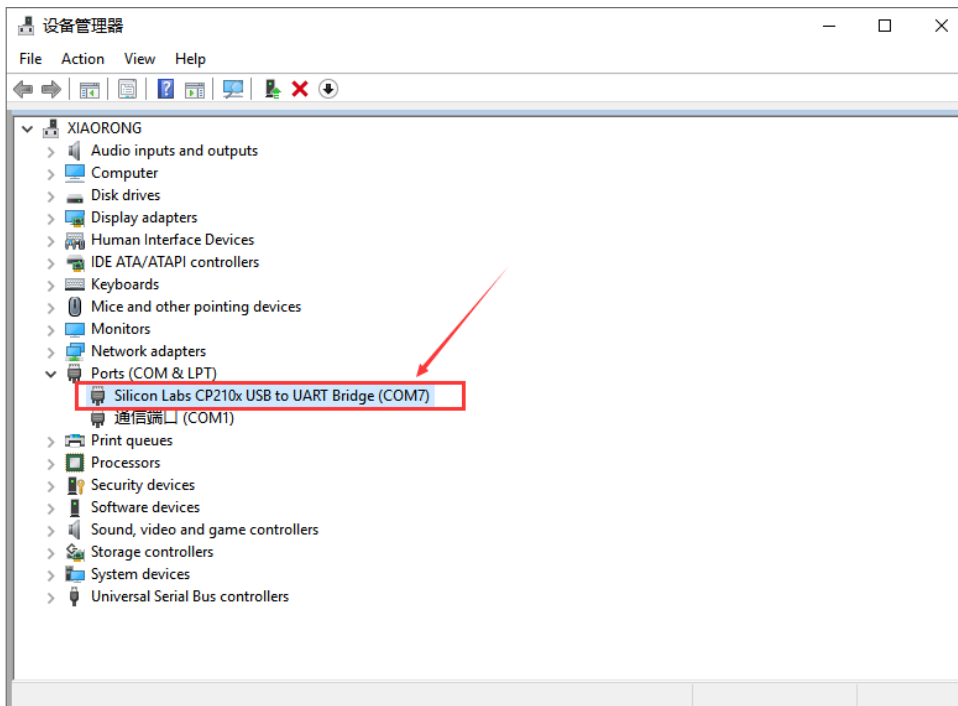 设备管理器
File Action View Help
XIAORONG
Audio inputs and outputs
Computer
Disk drives
Display adapters
Human Interface Devices
IDE ATA/ATAPI controllers
Keyboards
Mice and other pointing devices
Monitors
Network adapters
Ports (COM & LPT)
Silicon Labs CP210x USB to UART Bridge (COM7)
通信端口 (COM1)
Print queues
Processors
Security devices
Software devices
Sound, video and game controllers
Storage controllers
System devices
Universal Serial Bus controllers